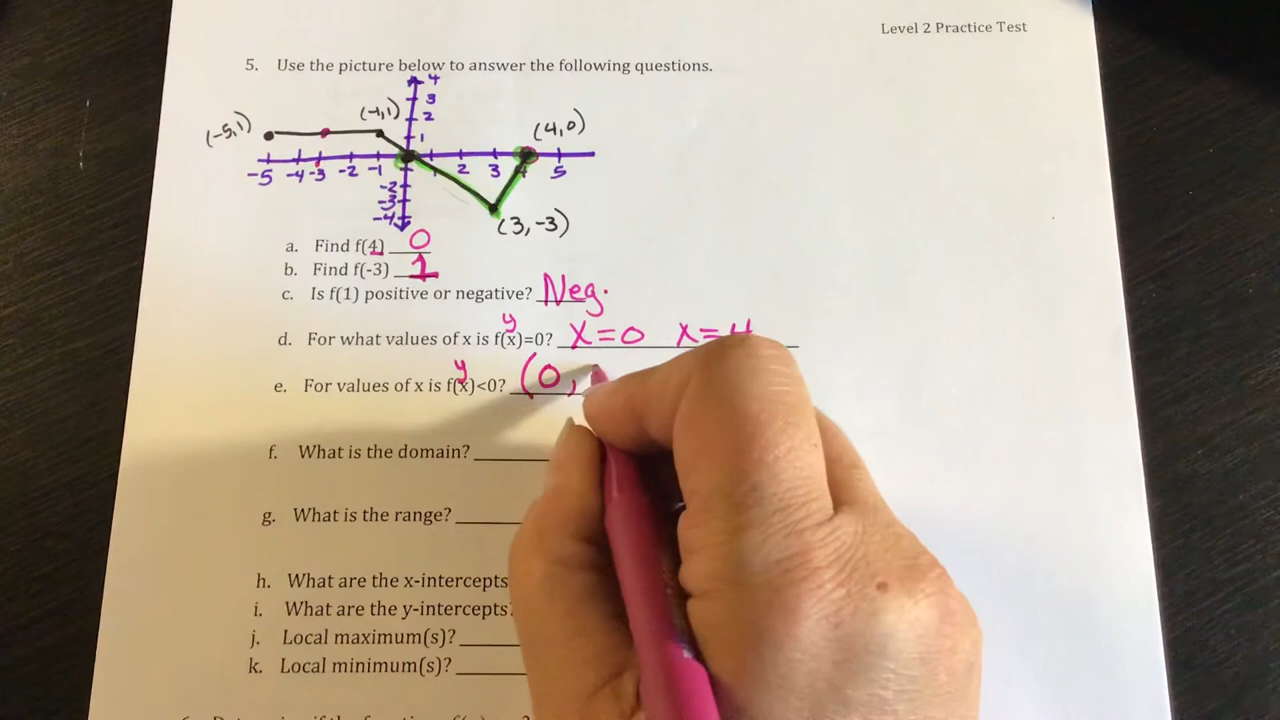 Level 2 Practice Test
5. Use the picture below to answer the following questions.
4
3
(-5,1) (-1,1) 2 (4,0)
1
-5 -4 -3 -2 -1 2 3 4 5
-2
-3
-4 (3,-3)
a. Find f(4) 0
b. Find f(-3) 1
c. Is f(1) positive or negative? Neg.
y
d. For what values of x is f(x)=0? x=0 x=4
y
e. For values of x is f(x)<0? (0,
f. What is the domain?
g. What is the range?
h. What are the x-intercepts
i. What are the y-intercepts?
j. Local maximum(s)?
k. Local minimum(s)?